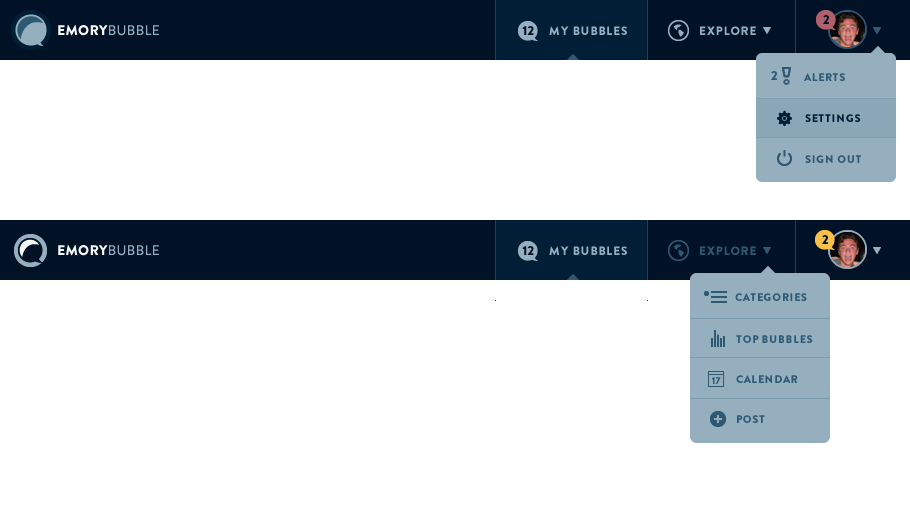 EMORYBUBBLE
12 MY BUBBLES
EXPLORE
2
2 ALERTS
SETTINGS
SIGN OUT
EMORYBUBBLE
12 MY BUBBLES
EXPLORE
2
CATEGORIES
TOP BUBBLES
17 CALENDAR
POST